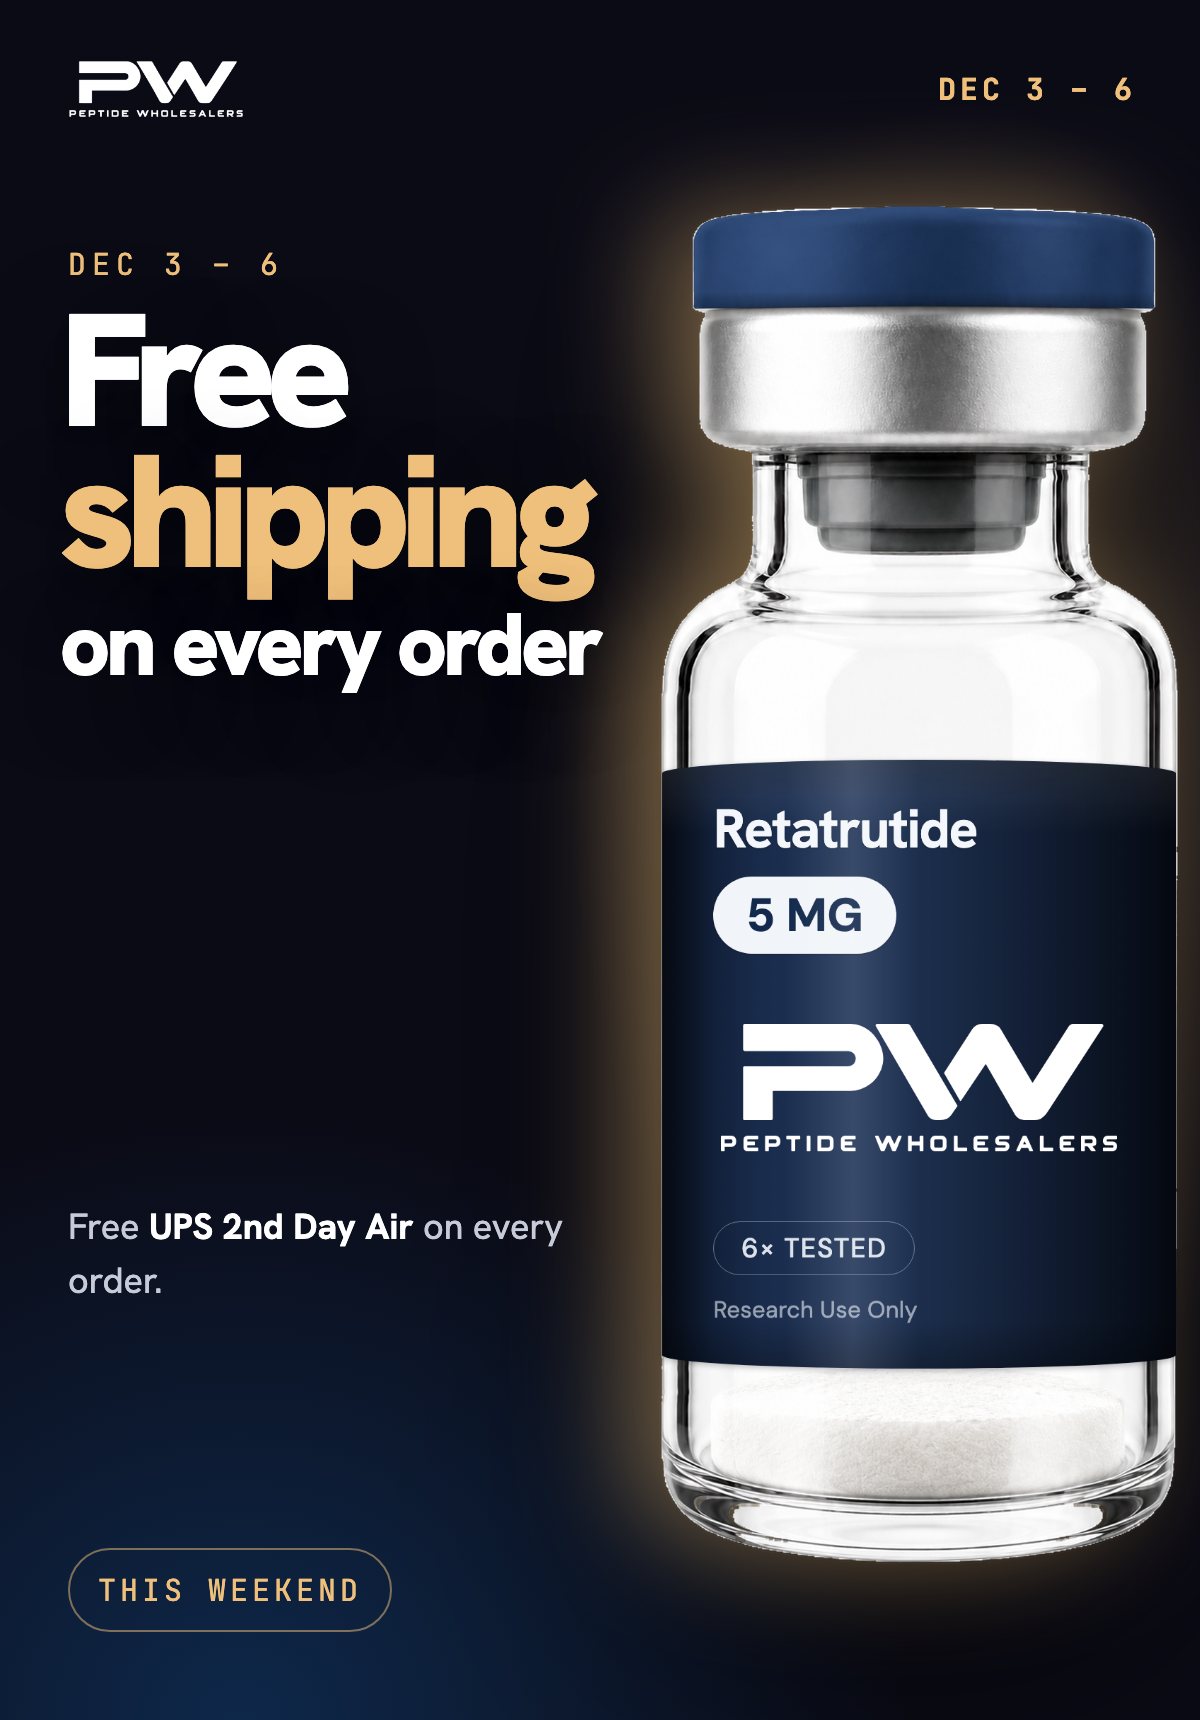 PW
PEPTIDE WHOLESALERS
DEC 3 – 6
DEC 3 – 6
Free
shipping
on every order
Retatrutide
5 MG
PW
PEPTIDE WHOLESALERS
6× TESTED
Research Use Only
Free UPS 2nd Day Air on every
order.
THIS WEEKEND